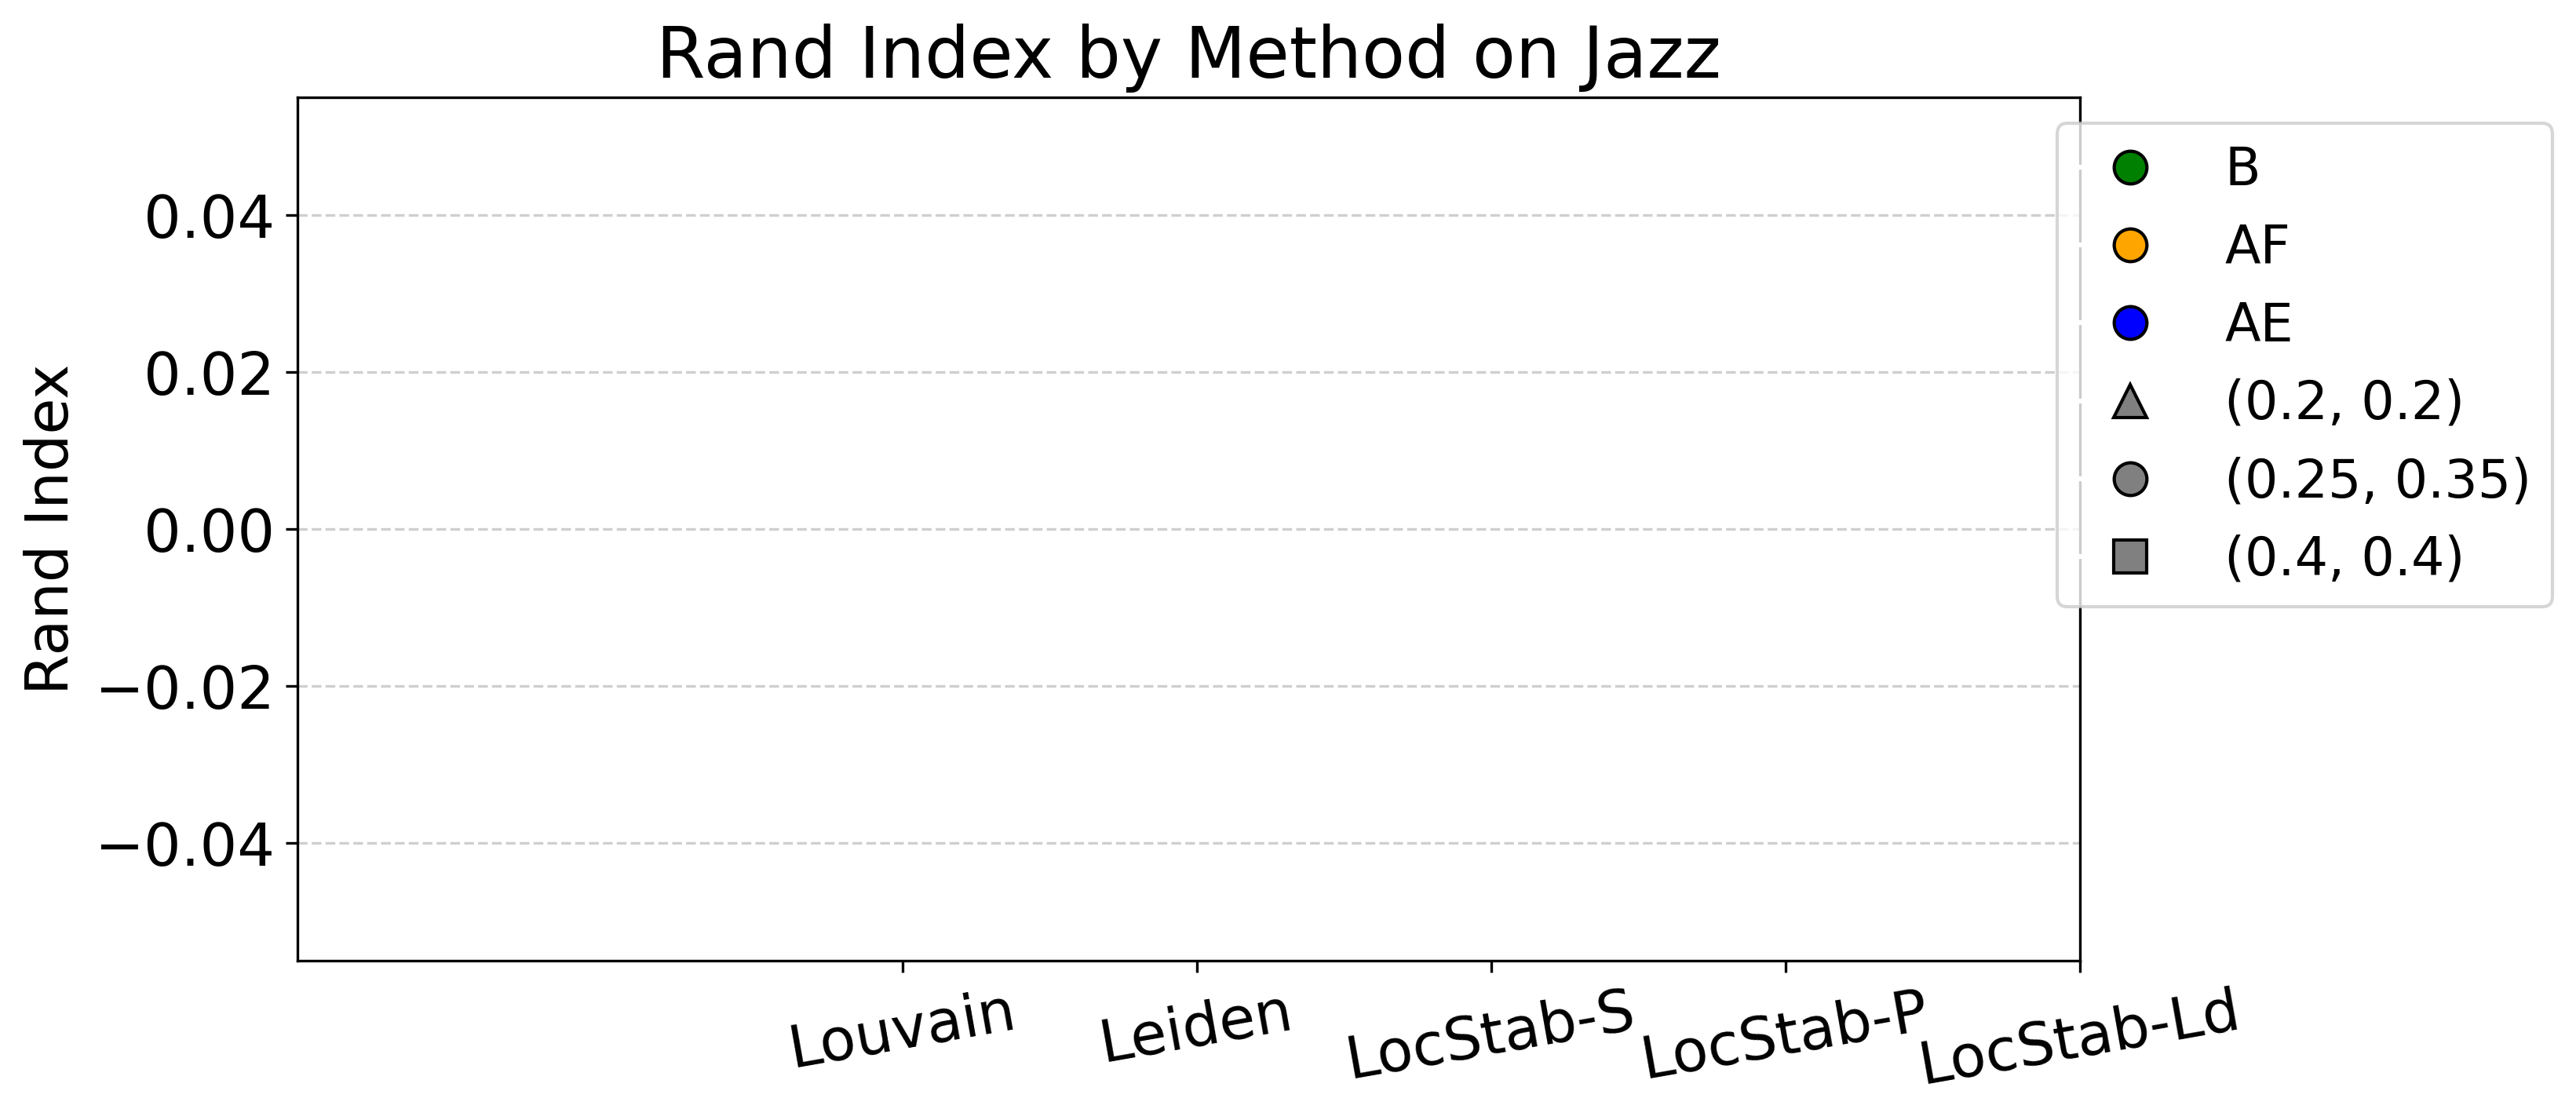 Rand Index by Method on Jazz
Rand Index
0.04
0.02
0.00
−0.02
−0.04
Louvain
Leiden
LocStab-S
LocStab-P
LocStab-Ld
B
AF
AE
(0.2, 0.2)
(0.25, 0.35)
(0.4, 0.4)